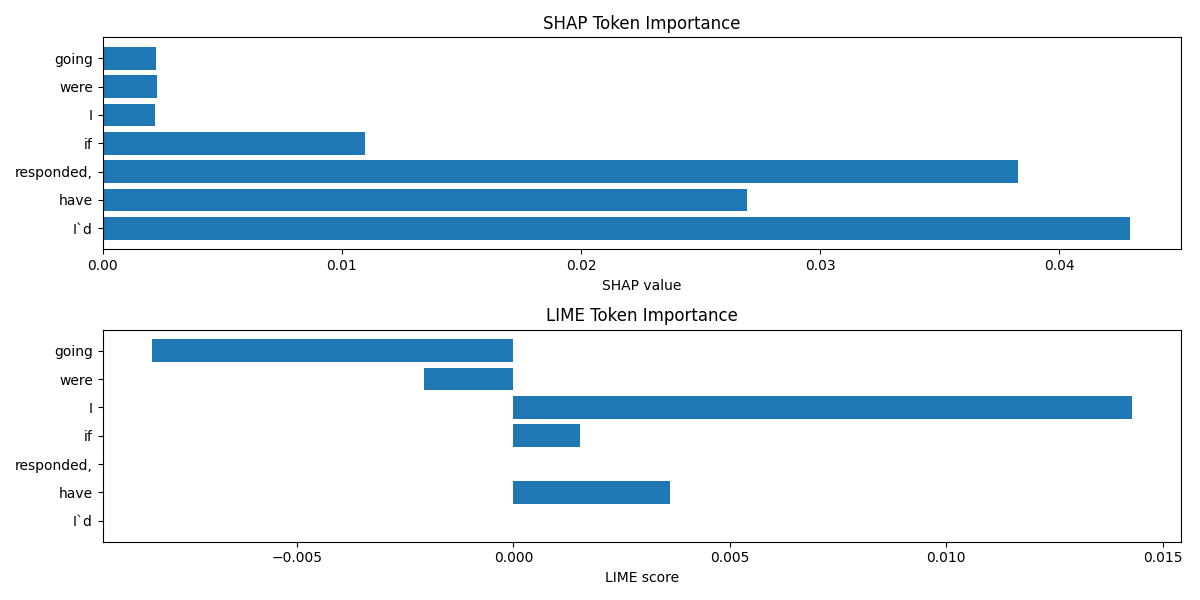 SHAP Token Importance
going
were
I
if
responded,
have
I`d
0.00 0.01 0.02 0.03 0.04
SHAP value
LIME Token Importance
going
were
I
if
responded,
have
I`d
−0.005 0.000 0.005 0.010 0.015
LIME score